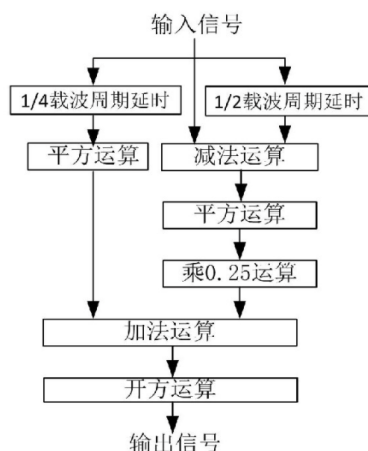 输入信号
1/4载波周期延时
1/2载波周期延时
平方运算
减法运算
平方运算
乘0.25运算
加法运算
开方运算
输出信号